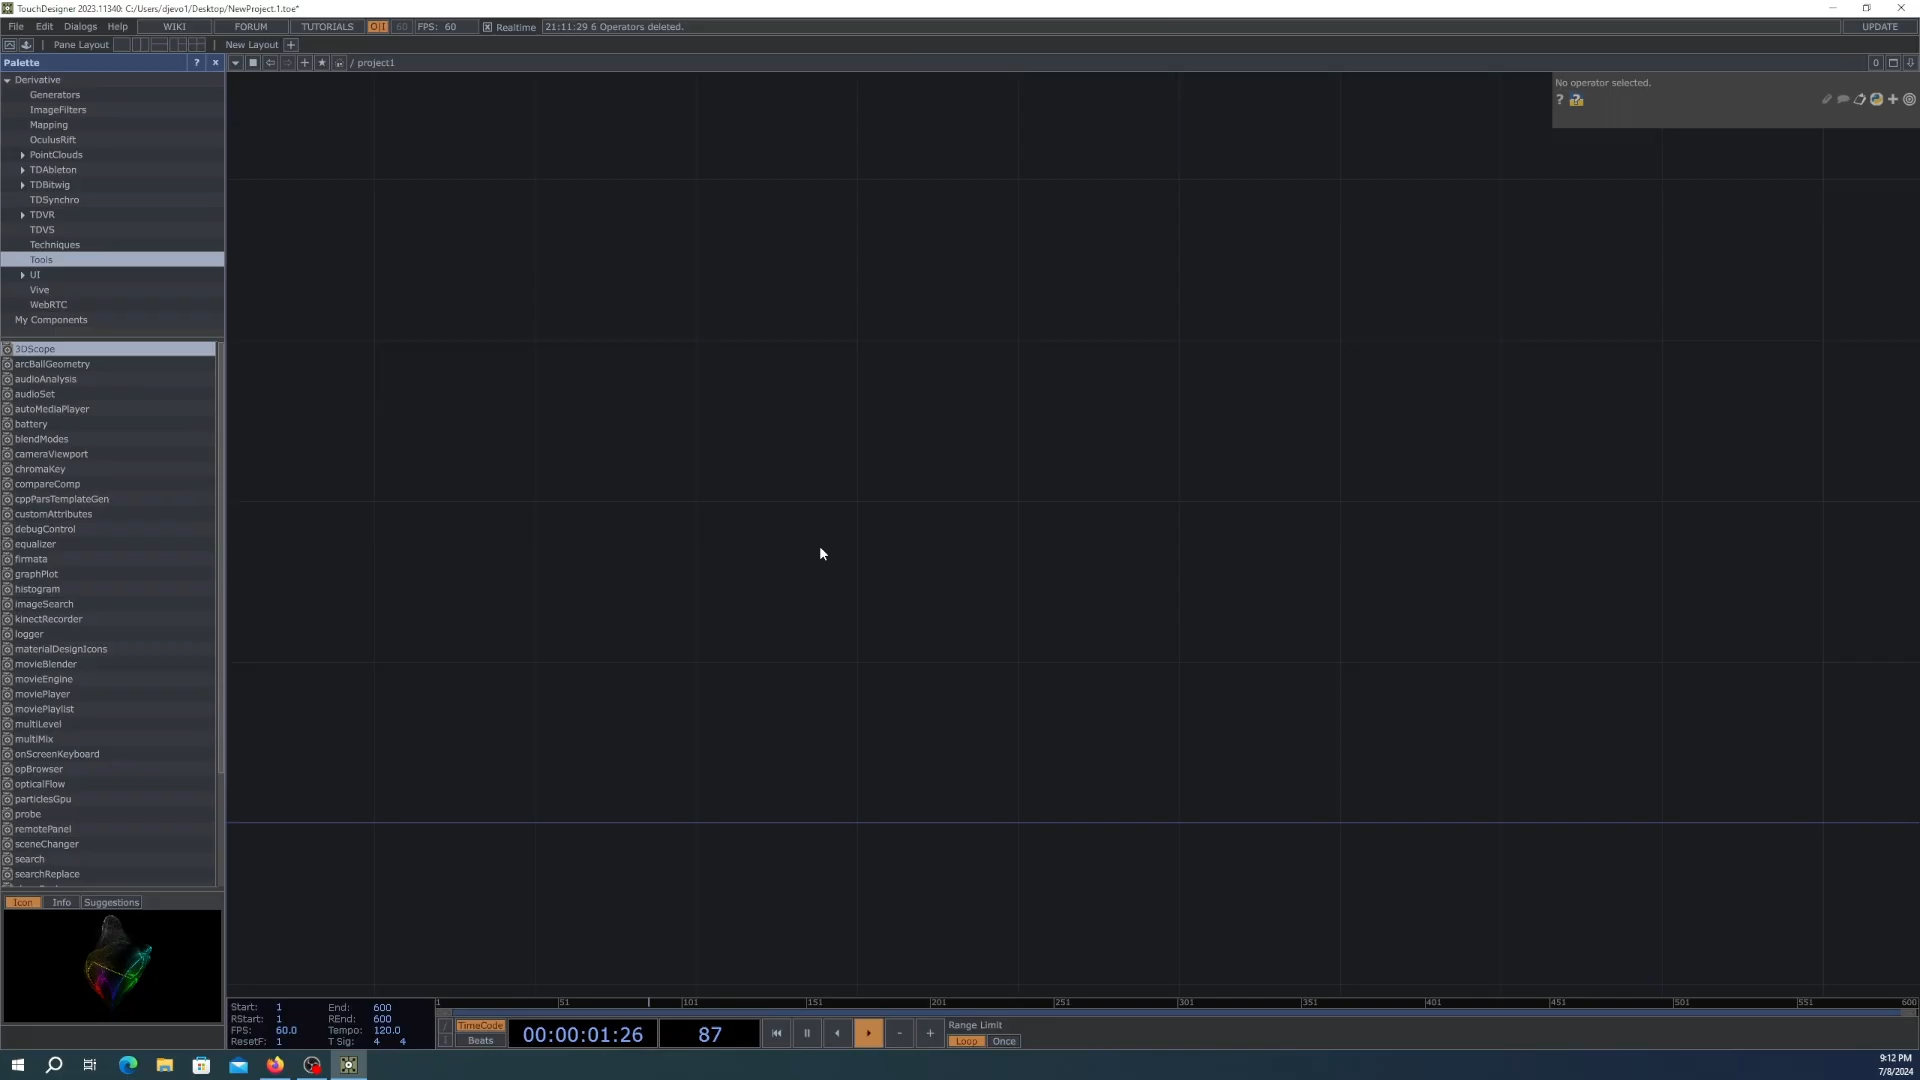 TouchDesigner 2023.11340: C:/Users/djevo1/Desktop/NewProject.1.toe*
File Edit Dialogs Help WIKI FORUM TUTORIALS O|I 60 FPS: 60 Realtime 21:11:29 6 Operators deleted. UPDATE
Pane Layout New Layout +
Palette ? x / project1 0
No operator selected.
Derivative
Generators
ImageFilters
Mapping
OculusRift
PointClouds
TDAbleton
TDBitwig
TDSynchro
TDVR
TDVS
Techniques
Tools
UI
Vive
WebRTC
My Components
3DScope
arcBallGeometry
audioAnalysis
audioSet
autoMediaPlayer
battery
blendModes
cameraViewport
chromaKey
compareComp
cppParsTemplateGen
customAttributes
debugControl
equalizer
firmata
graphPlot
histogram
imageSearch
kinectRecorder
logger
materialDesignIcons
movieBlender
movieEngine
moviePlayer
moviePlaylist
multiLevel
multiMix
onScreenKeyboard
opBrowser
opticalFlow
particlesGpu
probe
remotePanel
sceneChanger
search
searchReplace
Icon Info Suggestions
Start: 1 End: 600
RStart: 1 REnd: 600
FPS: 60.0 Tempo: 120.0
ResetF: 1 T Sig: 4 4
1 51 101 151 201 251 301 351 401 451 501 551 600
TimeCode
Beats
00:00:01:26 87
- +
Range Limit
Loop Once
9:12 PM
7/8/2024